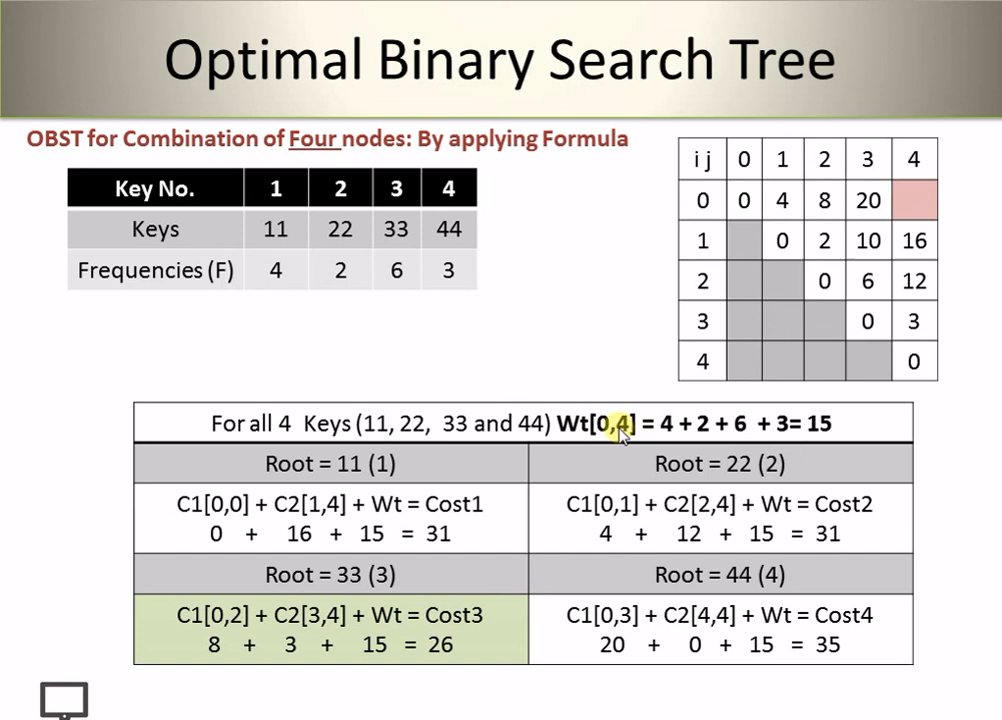 Optimal Binary Search Tree
OBST for Combination of Four nodes: By applying Formula
Key No. 1 2 3 4
Keys 11 22 33 44
Frequencies (F) 4 2 6 3
i j 0 1 2 3 4
0 0 4 8 20
1 0 2 10 16
2 0 6 12
3 0 3
4 0
For all 4 Keys (11, 22, 33 and 44) Wt[0,4] = 4 + 2 + 6 + 3= 15
Root = 11 (1) Root = 22 (2)
C1[0,0] + C2[1,4] + Wt = Cost1 C1[0,1] + C2[2,4] + Wt = Cost2
0 + 16 + 15 = 31 4 + 12 + 15 = 31
Root = 33 (3) Root = 44 (4)
C1[0,2] + C2[3,4] + Wt = Cost3 C1[0,3] + C2[4,4] + Wt = Cost4
8 + 3 + 15 = 26 20 + 0 + 15 = 35